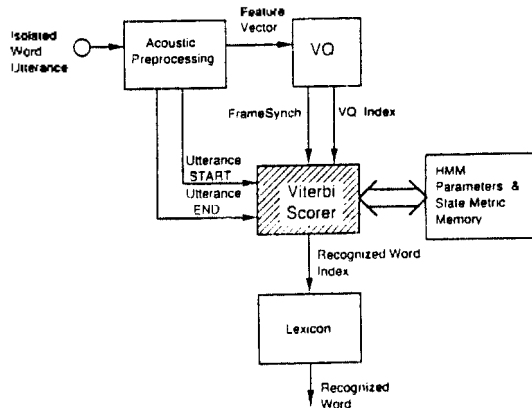 Isolated
Word
Utterance
Acoustic
Preprocessing
Feature
Vector
VQ
FrameSynch
VQ Index
Utterance
START
Utterance
END
Viterbi
Scorer
HMM
Parameters &
State Metric
Memory
Recognized Word
Index
Lexicon
Recognized
Word